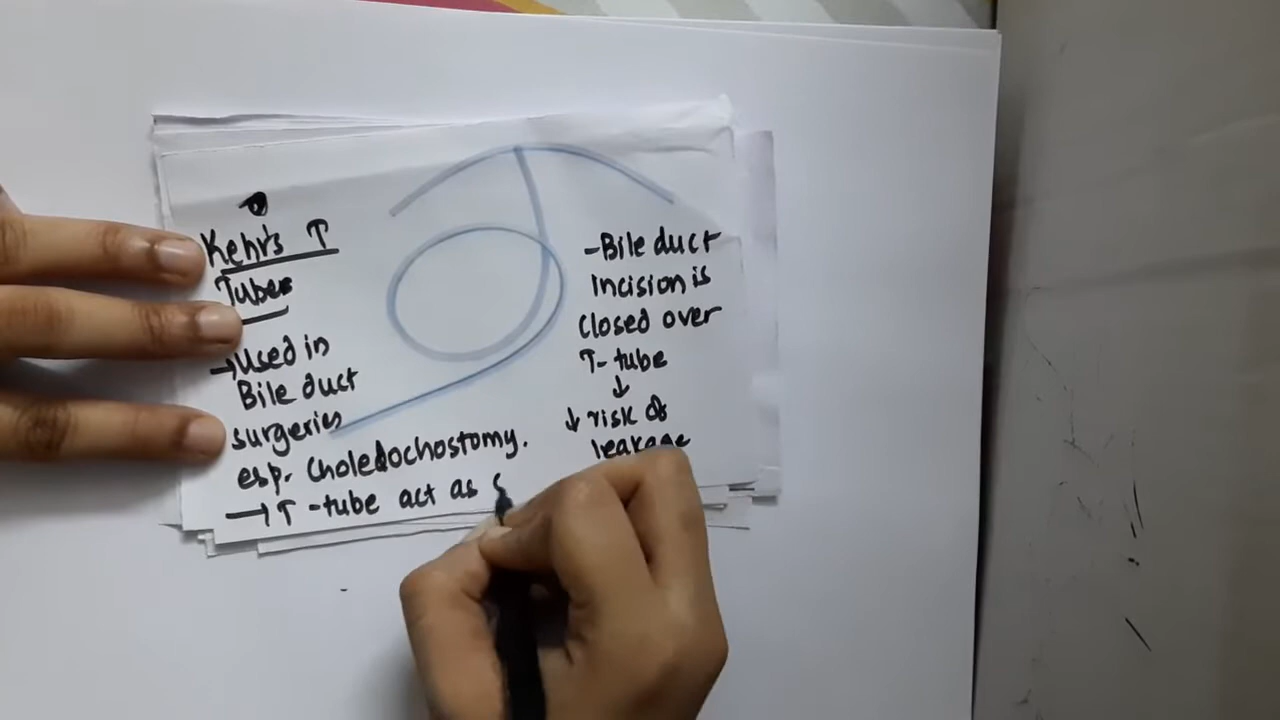 Kehr's T
Tube
→ Used in
Bile duct
surgeries
esp. Choledochostomy.
→ T-tube act as
- Bile duct
incision is
closed over
T-tube
↓
↓ risk of
leakage